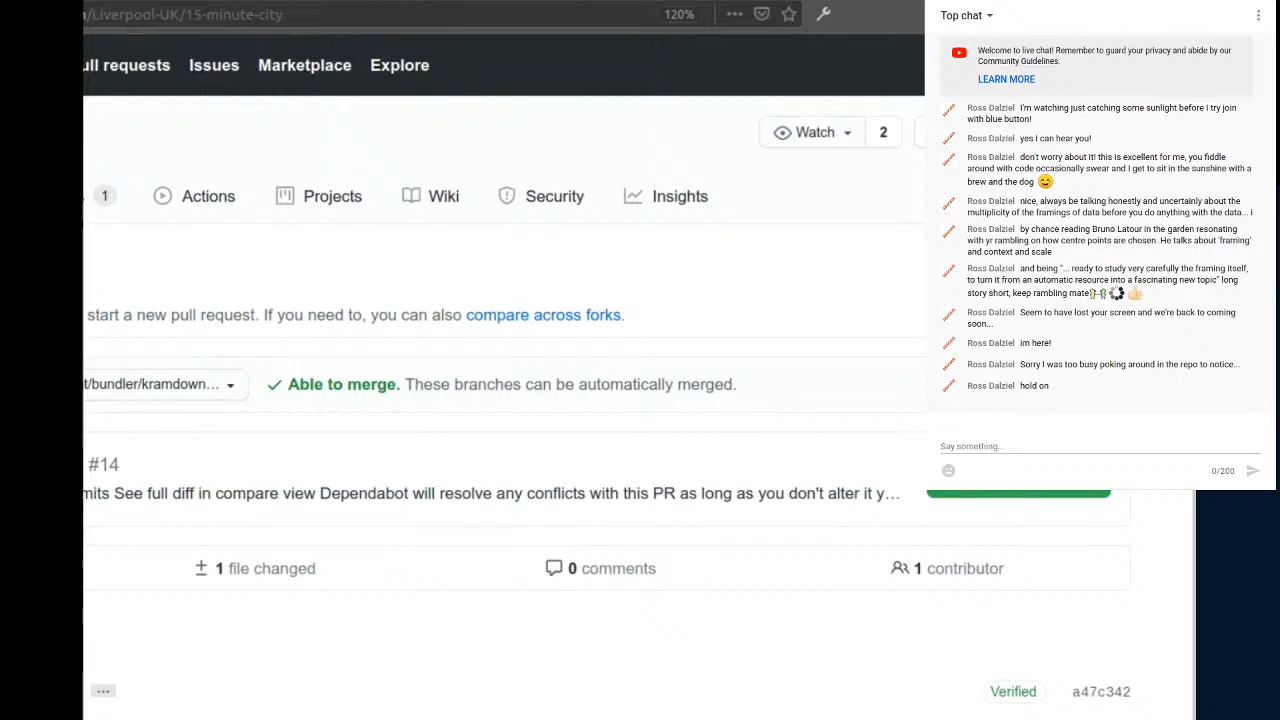 /Liverpool-UK/15-minute-city
120%
ull requests Issues Marketplace Explore
Watch 2
1 Actions Projects Wiki Security Insights
start a new pull request. If you need to, you can also compare across forks.
t/bundler/kramdown... Able to merge. These branches can be automatically merged.
#14
mits See full diff in compare view Dependabot will resolve any conflicts with this PR as long as you don't alter it y…
1 file changed 0 comments 1 contributor
... Verified a47c342
Top chat
Welcome to live chat! Remember to guard your privacy and abide by our
Community Guidelines.
LEARN MORE
Ross Dalziel I'm watching just catching some sunlight before I try join
with blue button!
Ross Dalziel yes I can hear you!
Ross Dalziel don't worry about it! this is excellent for me, you fiddle
around with code occasionally swear and I get to sit in the sunshine with a
brew and the dog 😊
Ross Dalziel nice, always be talking honestly and uncertainly about the
multiplicity of the framings of data before you do anything with the data... i
Ross Dalziel by chance reading Bruno Latour in the garden resonating
with yr rambling on how centre points are chosen. He talks about 'framing'
and context and scale
Ross Dalziel and being "... ready to study very carefully the framing itself,
to turn it from an automatic resource into a fascinating new topic" long
story short, keep rambling mate
Ross Dalziel Seem to have lost your screen and we're back to coming
soon...
Ross Dalziel im here!
Ross Dalziel Sorry I was too busy poking around in the repo to notice...
Ross Dalziel hold on
Say something...
0/200